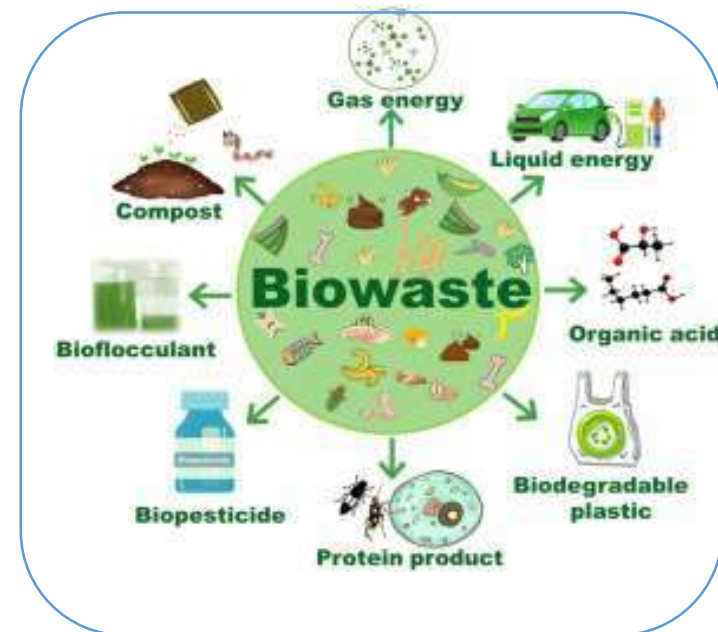 Gas energy
Liquid energy
Compost
Biowaste
Organic acid
Bioflocculant
Biodegradable
plastic
Biopesticide
Protein product